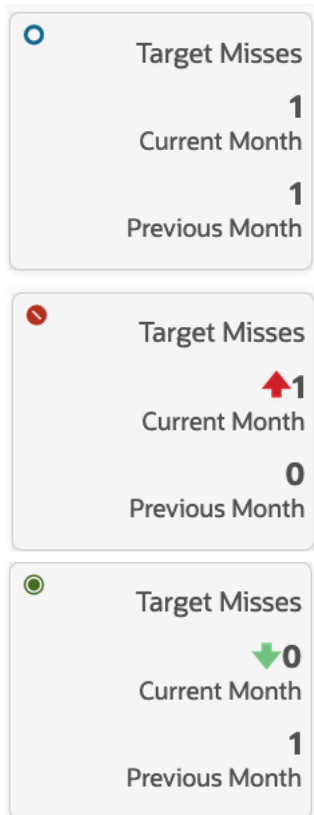 Target Misses
1
Current Month
1
Previous Month
Target Misses
1
Current Month
0
Previous Month
Target Misses
0
Current Month
1
Previous Month